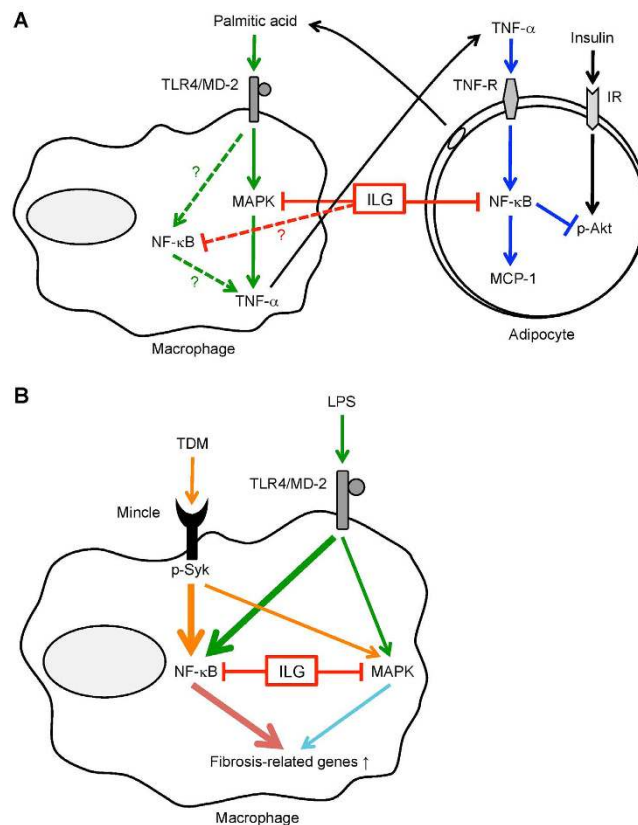 A
Palmitic acid
TNF-α
Insulin
TLR4/MD-2
TNF-R
IR
?
MAPK
ILG
NF-κB
p-Akt
NF-κB
?
?
TNF-α
MCP-1
Macrophage
Adipocyte
B
LPS
TDM
TLR4/MD-2
Mincle
p-Syk
NF-κB
ILG
MAPK
Fibrosis-related genes ↑
Macrophage